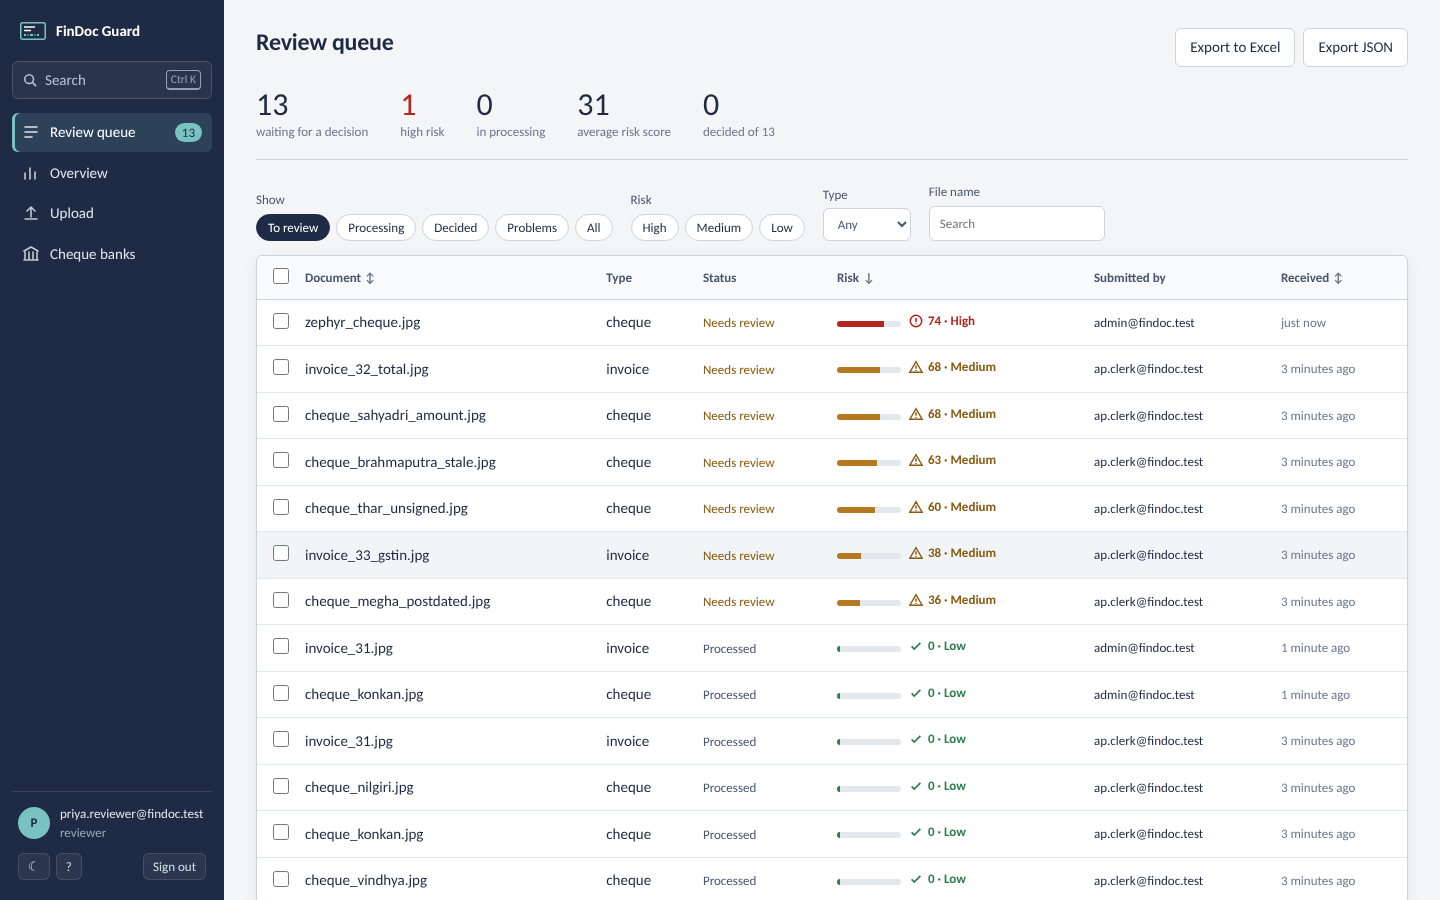 FinDoc Guard
Search Ctrl K
Review queue 13
Overview
Upload
Cheque banks
priya.reviewer@findoc.test
P
reviewer
? Sign out
Review queue
Export to Excel Export JSON
13 1 0 31 0
waiting for a decision high risk in processing average risk score decided of 13
Show Risk Type File name
To review Processing Decided Problems All High Medium Low Any Search
Document Type Status Risk Submitted by Received
zephyr_cheque.jpg cheque Needs review 74 · High admin@findoc.test just now
invoice_32_total.jpg invoice Needs review 68 · Medium ap.clerk@findoc.test 3 minutes ago
cheque_sahyadri_amount.jpg cheque Needs review 68 · Medium ap.clerk@findoc.test 3 minutes ago
cheque_brahmaputra_stale.jpg cheque Needs review 63 · Medium ap.clerk@findoc.test 3 minutes ago
cheque_thar_unsigned.jpg cheque Needs review 60 · Medium ap.clerk@findoc.test 3 minutes ago
invoice_33_gstin.jpg invoice Needs review 38 · Medium ap.clerk@findoc.test 3 minutes ago
cheque_megha_postdated.jpg cheque Needs review 36 · Medium ap.clerk@findoc.test 3 minutes ago
invoice_31.jpg invoice Processed 0 · Low admin@findoc.test 1 minute ago
cheque_konkan.jpg cheque Processed 0 · Low admin@findoc.test 1 minute ago
invoice_31.jpg invoice Processed 0 · Low ap.clerk@findoc.test 3 minutes ago
cheque_nilgiri.jpg cheque Processed 0 · Low ap.clerk@findoc.test 3 minutes ago
cheque_konkan.jpg cheque Processed 0 · Low ap.clerk@findoc.test 3 minutes ago
cheque_vindhya.jpg cheque Processed 0 · Low ap.clerk@findoc.test 3 minutes ago